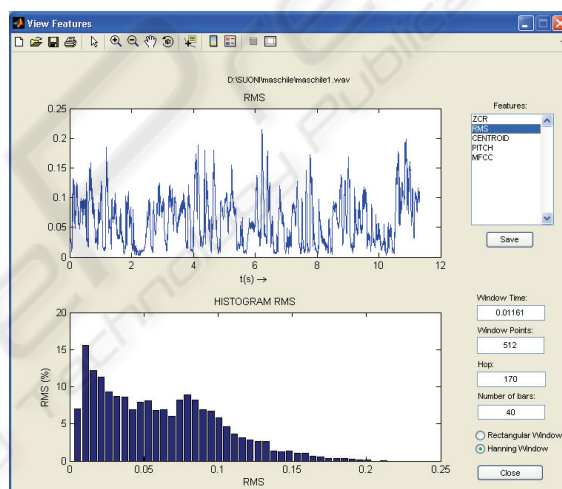 View Features
D:\SUONI\maschile\maschile1.wav
RMS
0.25
0.2
0.15
0.1
0.05
0
0 2 4 6 8 10 12
t(s) →
Features:
ZCR
RMS
CENTROID
PITCH
MFCC
Save
HISTOGRAM RMS
RMS (%)
20
15
10
5
0
0 0.05 0.1 0.15 0.2 0.25
RMS
Window Time:
0.01161
Window Points:
512
Hop:
170
Number of bars:
40
Rectangular Window
Hanning Window
Close